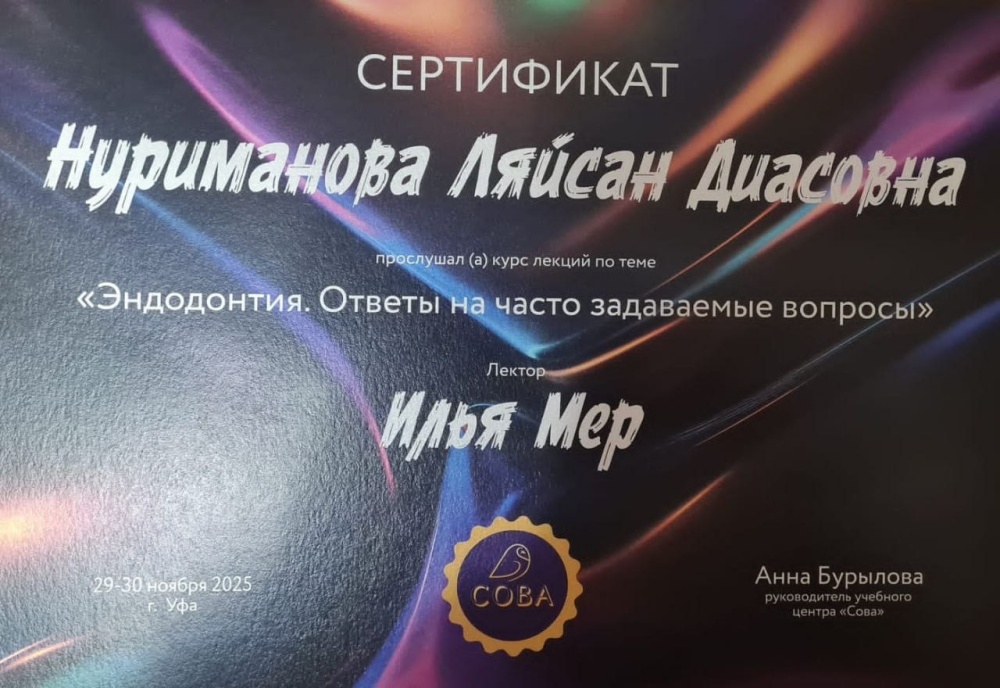 СЕРТИФИКАТ
Нуриманова Ляйсан Диасовна
прослушал (а) курс лекций по теме
«Эндодонтия. Ответы на часто задаваемые вопросы»
Лектор
Илья Мер
СОВА
29-30 ноября 2025
г. Уфа
Анна Бурылова
руководитель учебного
центра «Сова»